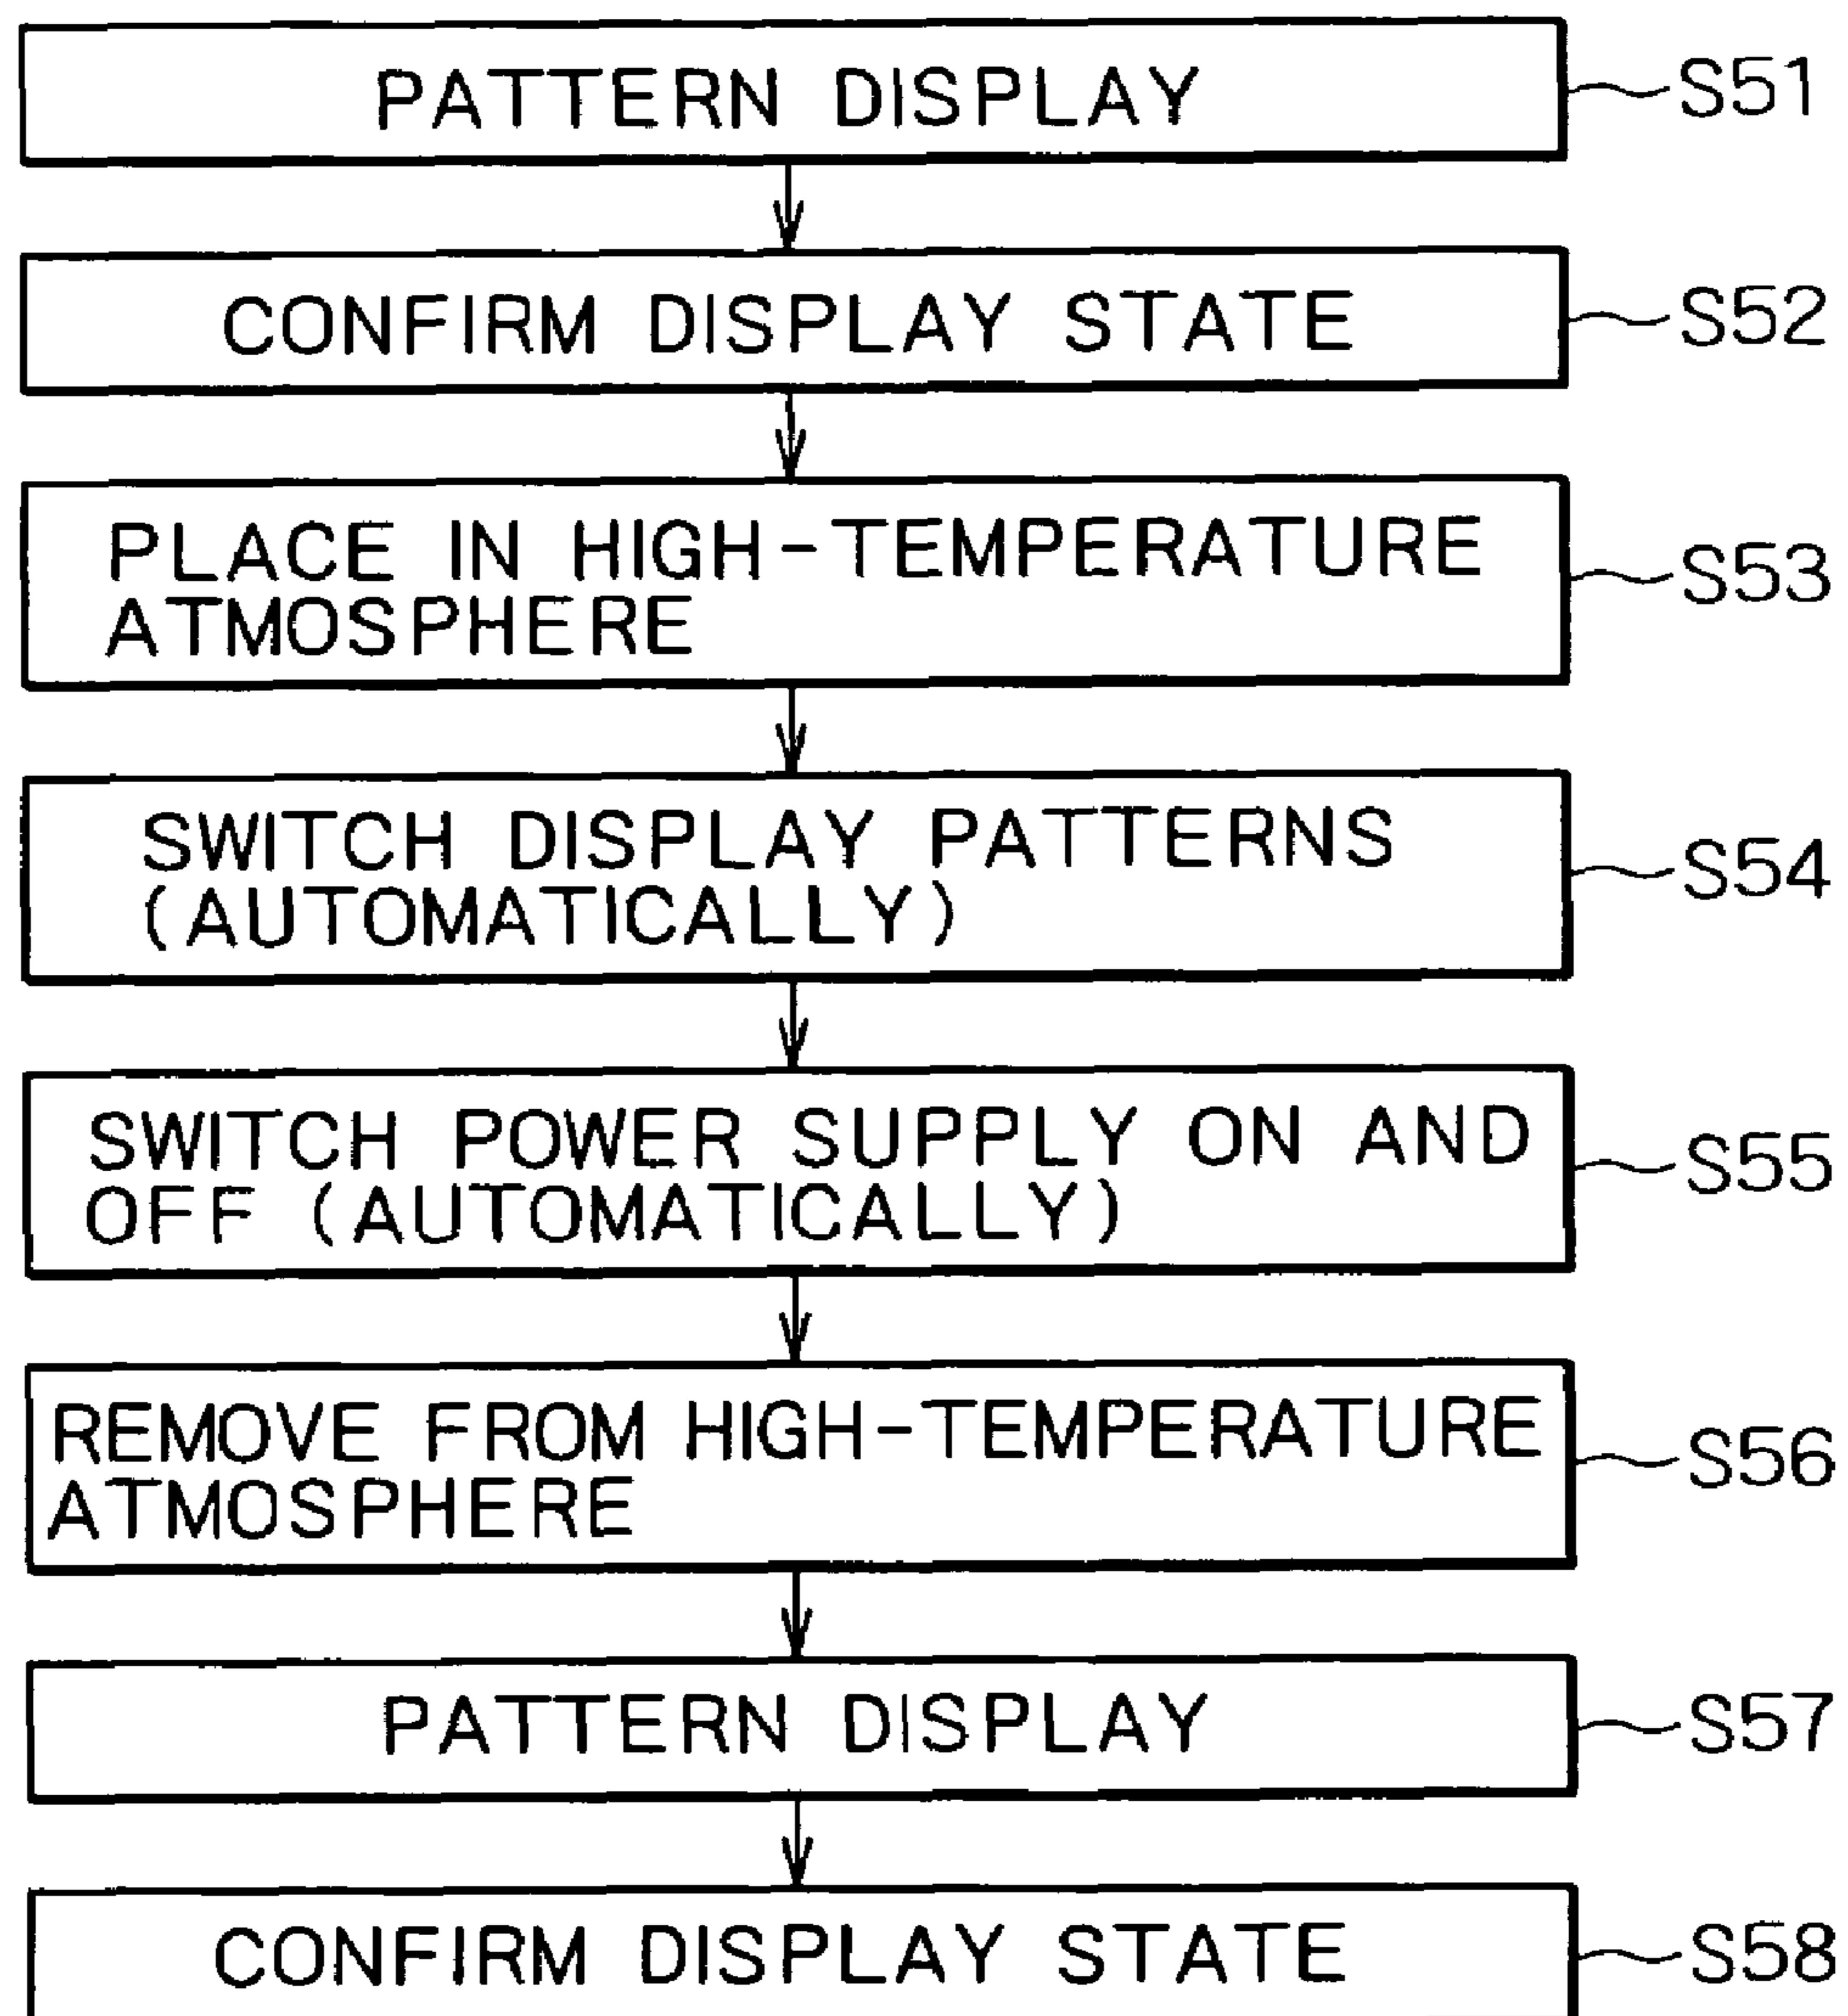 PATTERN DISPLAY
S51
CONFIRM DISPLAY STATE
S52
PLACE IN HIGH-TEMPERATURE
ATMOSPHERE
S53
SWITCH DISPLAY PATTERNS
(AUTOMATICALLY)
S54
SWITCH POWER SUPPLY ON AND
OFF (AUTOMATICALLY)
S55
REMOVE FROM HIGH-TEMPERATURE
ATMOSPHERE
S56
PATTERN DISPLAY
S57
CONFIRM DISPLAY STATE
S58